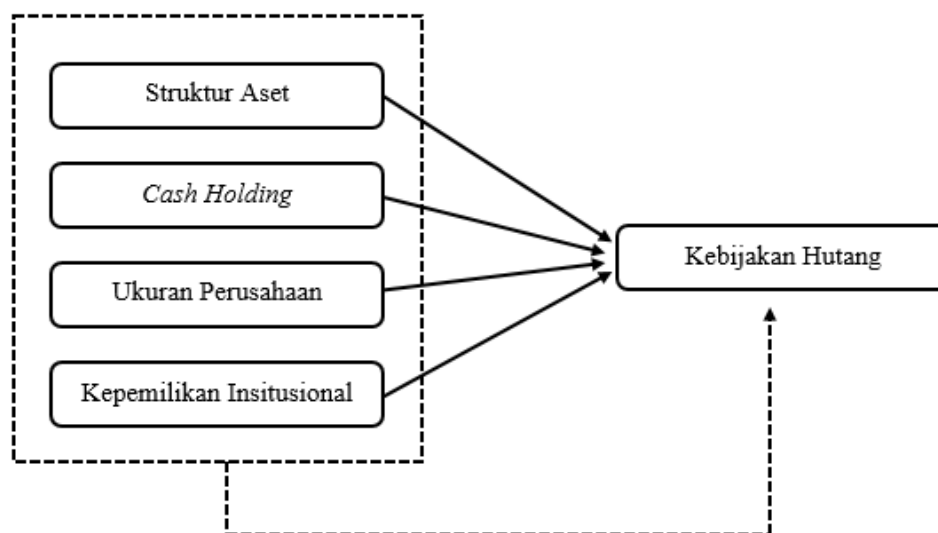 Struktur Aset
Cash Holding
Ukuran Perusahaan
Kepemilikan Insitusional
Kebijakan Hutang